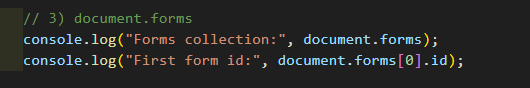 // 3) document.forms
console.log("Forms collection:", document.forms);
console.log("First form id:", document.forms[0].id);